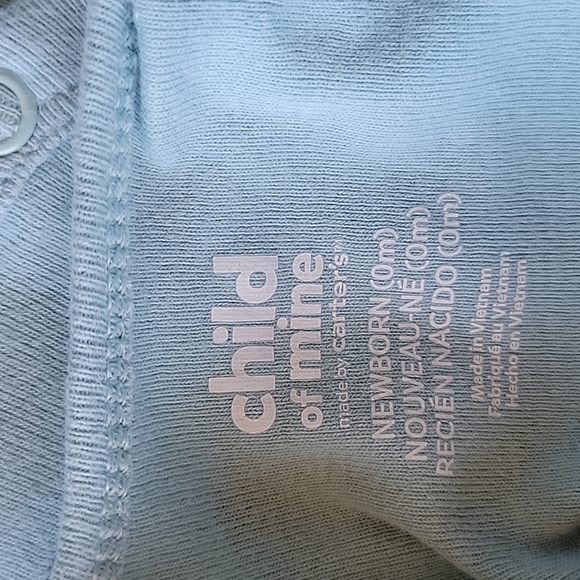 child
of mine
made by carter's™
NEWBORN (0m)
NOUVEAU-NÉ (0m)
RECIÉN NACIDO (0m)
Made in Vietnam
Fabriqué au Vietnam
Hecho en Vietnam